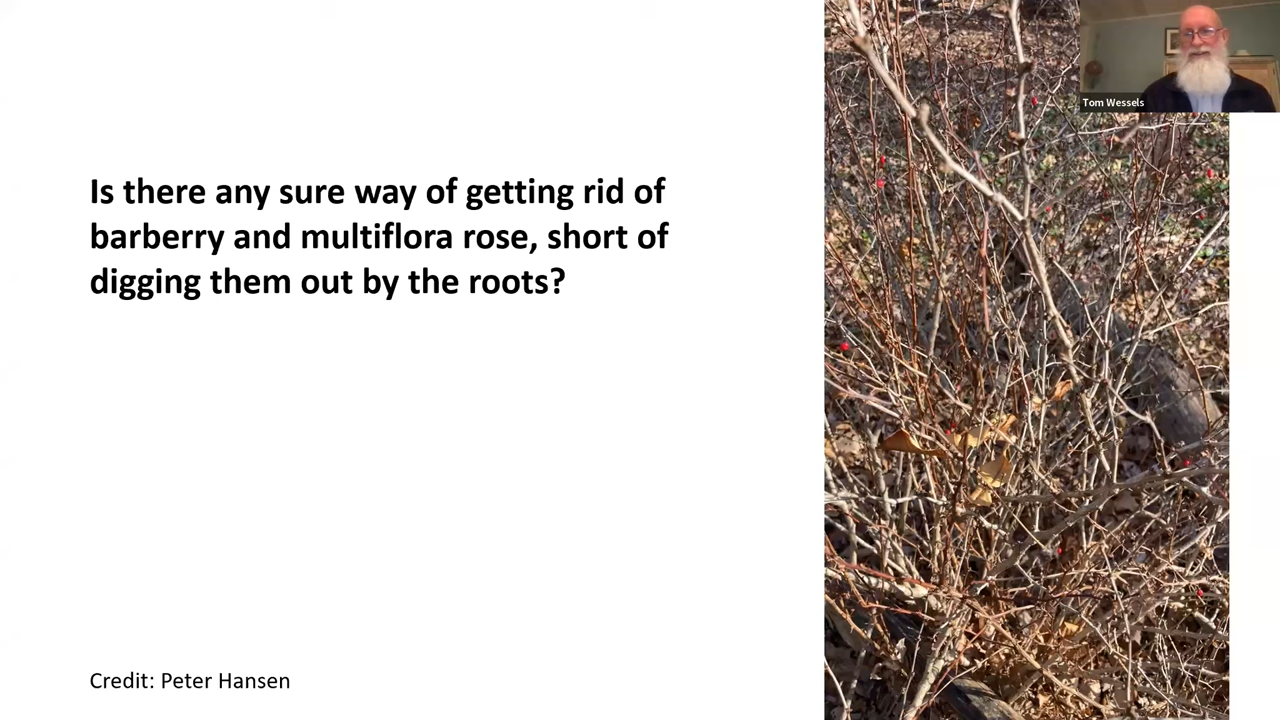 Tom Wessels
Is there any sure way of getting rid of
barberry and multiflora rose, short of
digging them out by the roots?
Credit: Peter Hansen